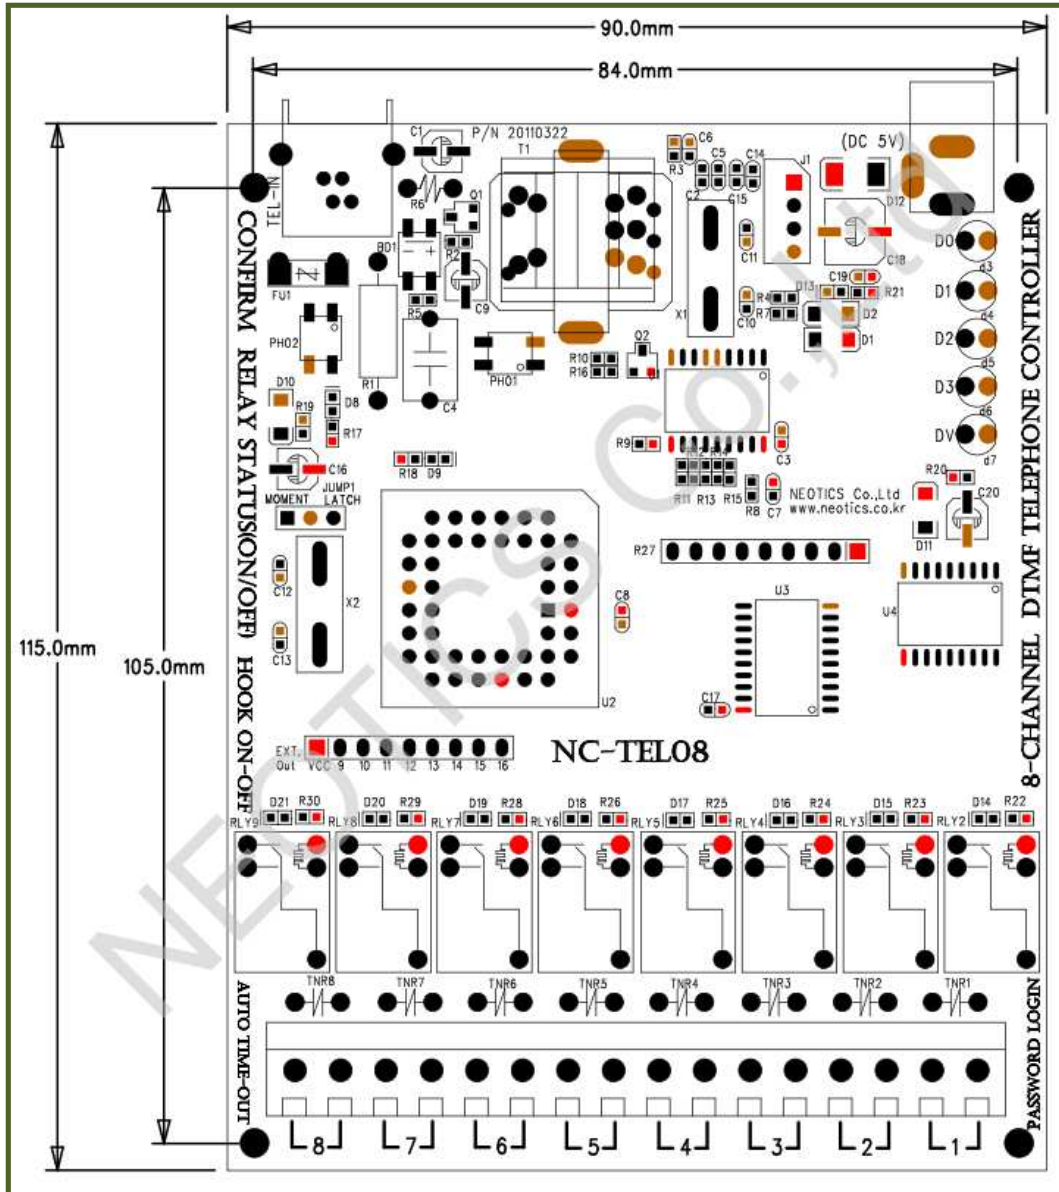 90.0mm
84.0mm
115.0mm
105.0mm
P/N 20110322
(DC 5V)
TEL-IN
C1
T1
R6
Q1
BD1
R2
C9
R5
FU1
PH02
R1
C4
PH01
C6
R3
C5
C14
C2
C15
J1
D12
C18
C11
C19
D13
R21
R4
R7
C10
X1
D2
D1
D0
d3
D1
d4
D2
d5
D3
d6
DV
d7
D10
R19
D8
R17
C16
R10
R16
Q2
R9
C3
R18
D9
R12
R14
R11
R13
R15
R8
C7
NEOTICS Co.,Ltd
www.neotics.co.kr
R20
C20
D11
JUMP1
MOMENT
LATCH
C12
X2
C13
R27
C8
U3
U4
U2
C17
EXT.
Out VCC 9 10 11 12 13 14 15 16
NC-TEL08
CONFIRM RELAY STATUS(ON/OFF) HOOK ON-OFF
AUTO TIME-OUT
8-CHANNEL DTMF TELEPHONE CONTROLLER
PASSWORD LOGIN
D21 R30 D20 R29 D19 R28 D18 R26 D17 R25 D16 R24 D15 R23 D14 R22
RLY9 RLY8 RLY7 RLY6 RLY5 RLY4 RLY3 RLY2
TNR8 TNR7 TNR6 TNR5 TNR4 TNR3 TNR2 TNR1
8 7 6 5 4 3 2 1
NEOTICS Co.,Ltd